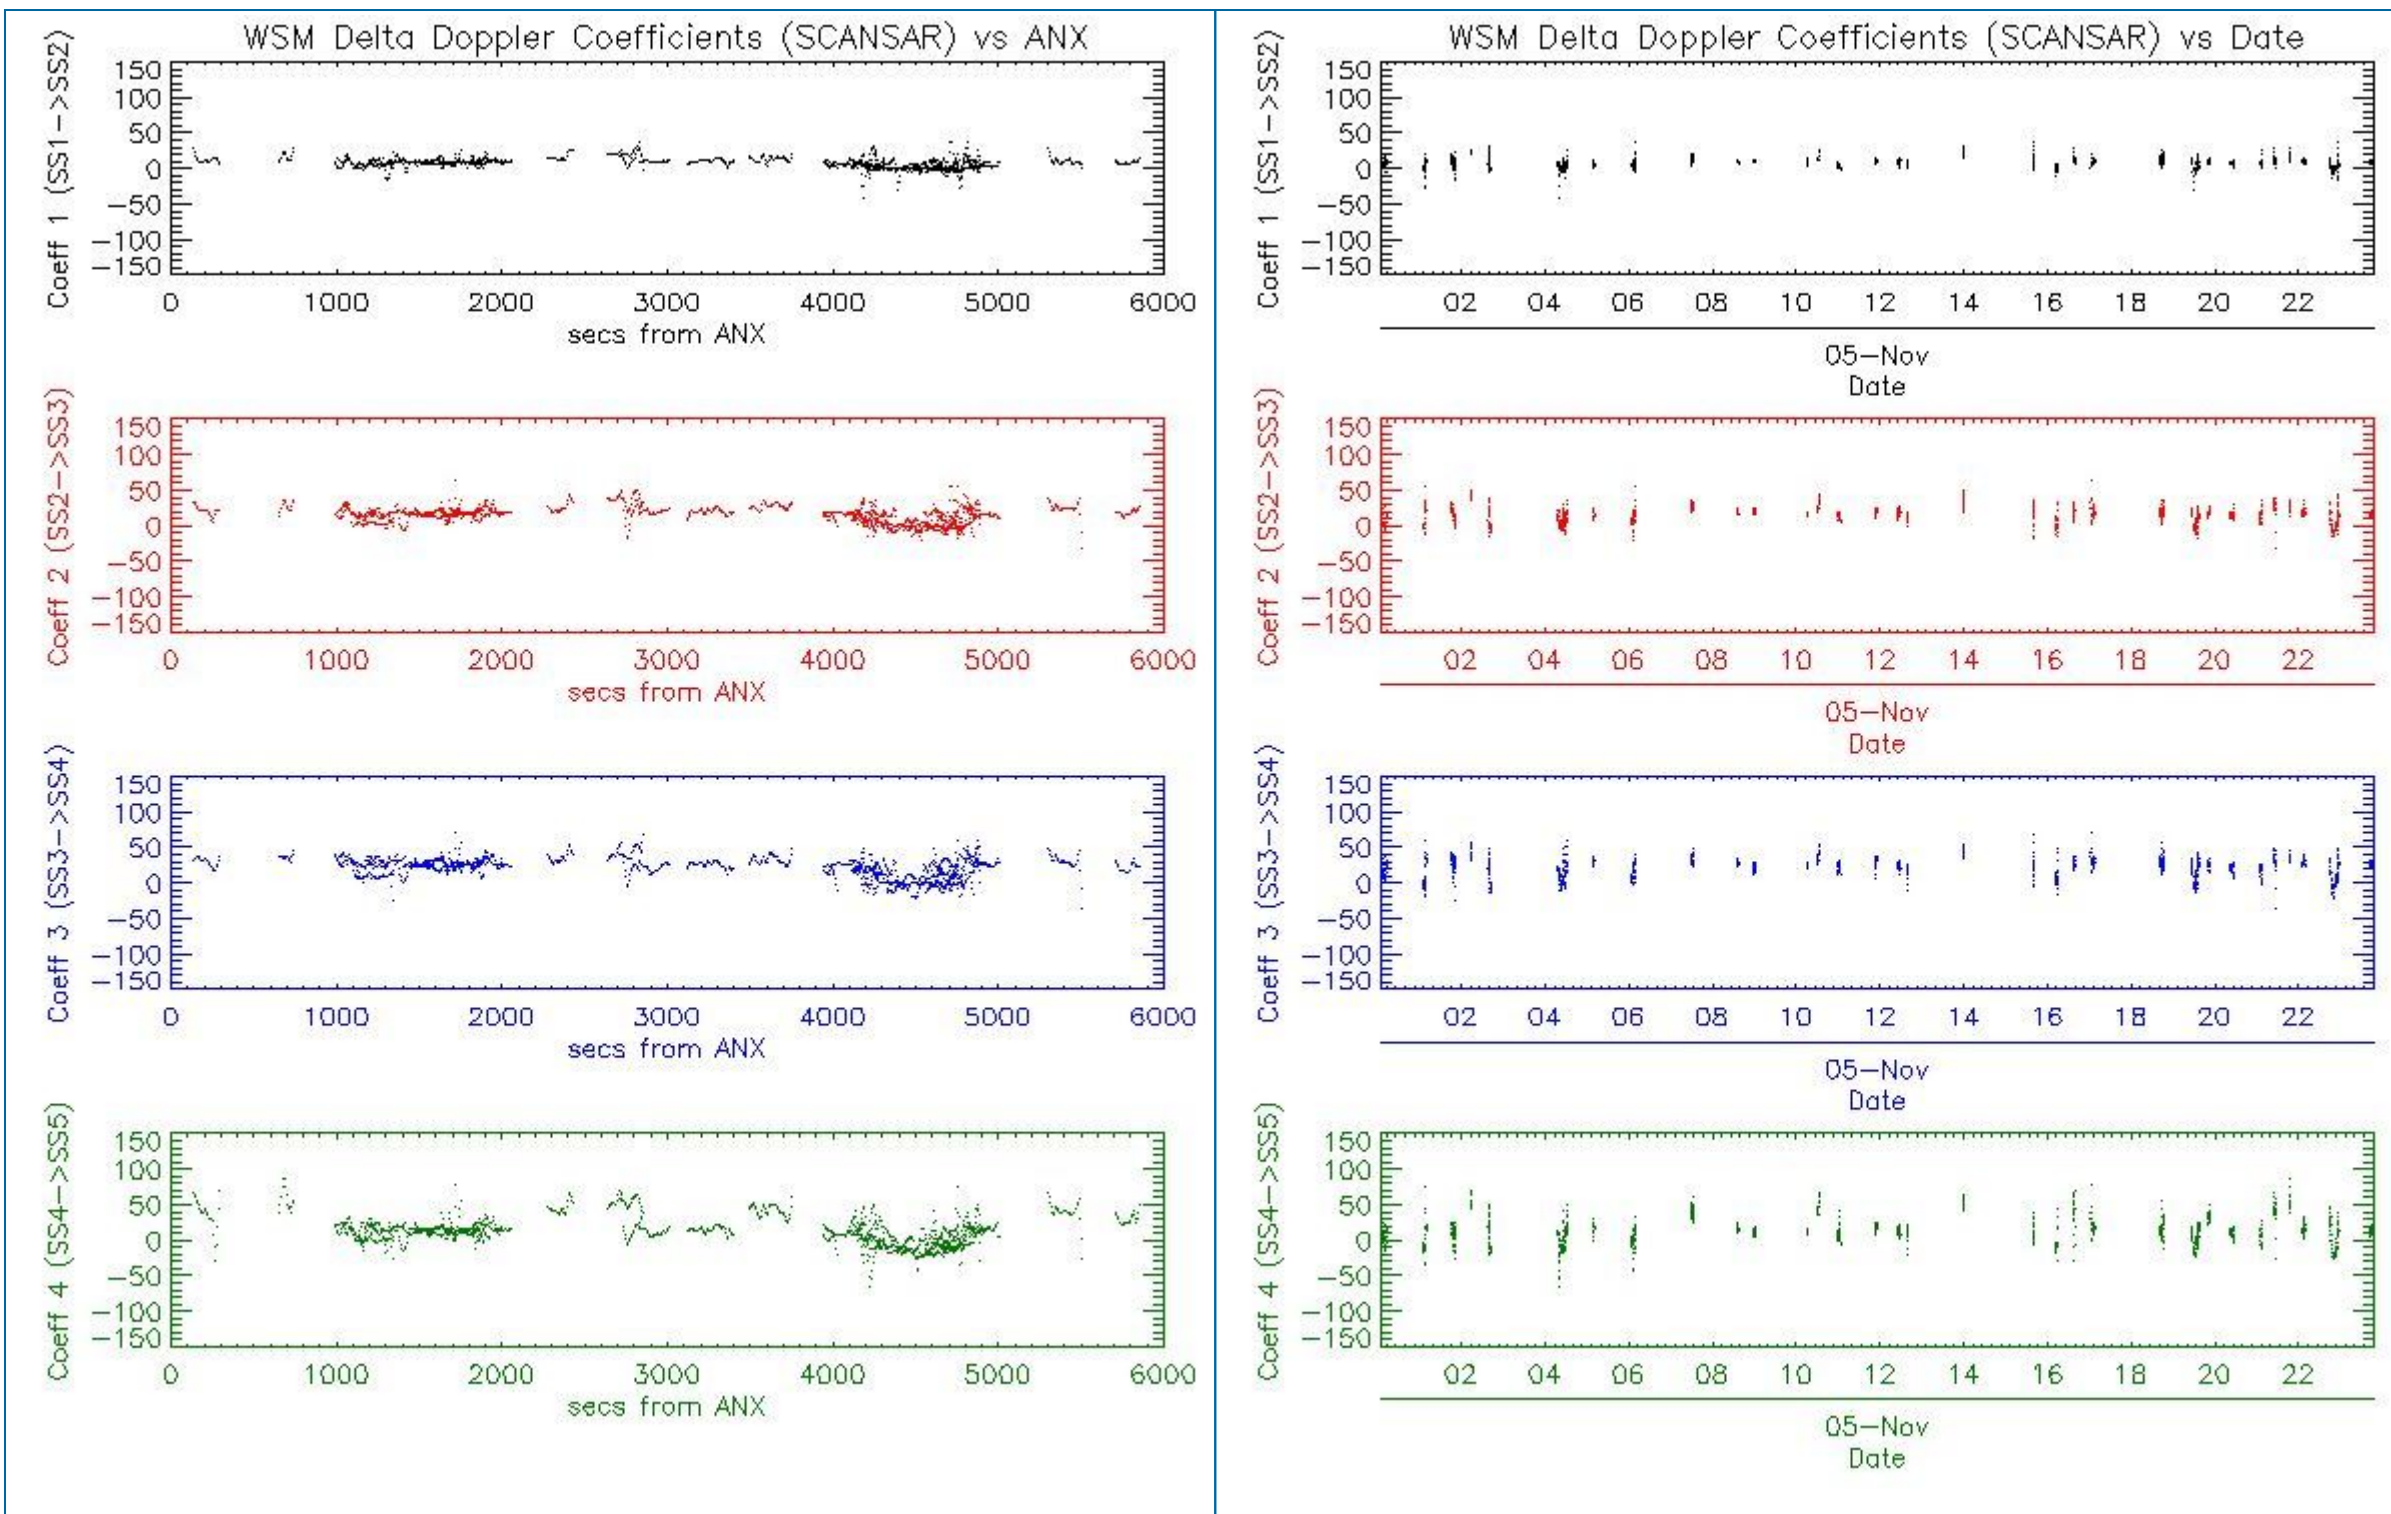 WSM Delta Doppler Coefficients (SCANSAR) vs ANX
Coeff 1 (SS1->SS2)
150
100
50
0
-50
-100
-150
0 1000 2000 3000 4000 5000 6000
secs from ANX
Coeff 2 (SS2->SS3)
150
100
50
0
-50
-100
-150
0 1000 2000 3000 4000 5000 6000
secs from ANX
Coeff 3 (SS3->SS4)
150
100
50
0
-50
-100
-150
0 1000 2000 3000 4000 5000 6000
secs from ANX
Coeff 4 (SS4->SS5)
150
100
50
0
-50
-100
-150
0 1000 2000 3000 4000 5000 6000
secs from ANX
WSM Delta Doppler Coefficients (SCANSAR) vs Date
Coeff 1 (SS1->SS2)
150
100
50
0
-50
-100
-150
02 04 06 08 10 12 14 16 18 20 22
05-Nov
Date
Coeff 2 (SS2->SS3)
150
100
50
0
-50
-100
-150
02 04 06 08 10 12 14 16 18 20 22
05-Nov
Date
Coeff 3 (SS3->SS4)
150
100
50
0
-50
-100
-150
02 04 06 08 10 12 14 16 18 20 22
05-Nov
Date
Coeff 4 (SS4->SS5)
150
100
50
0
-50
-100
-150
02 04 06 08 10 12 14 16 18 20 22
05-Nov
Date